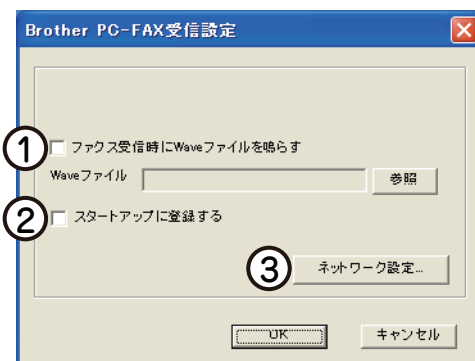 Brother PC-FAX受信設定
① ファクス受信時にWaveファイルを鳴らす
Waveファイル 参照
② スタートアップに登録する
③ ネットワーク設定...
OK キャンセル